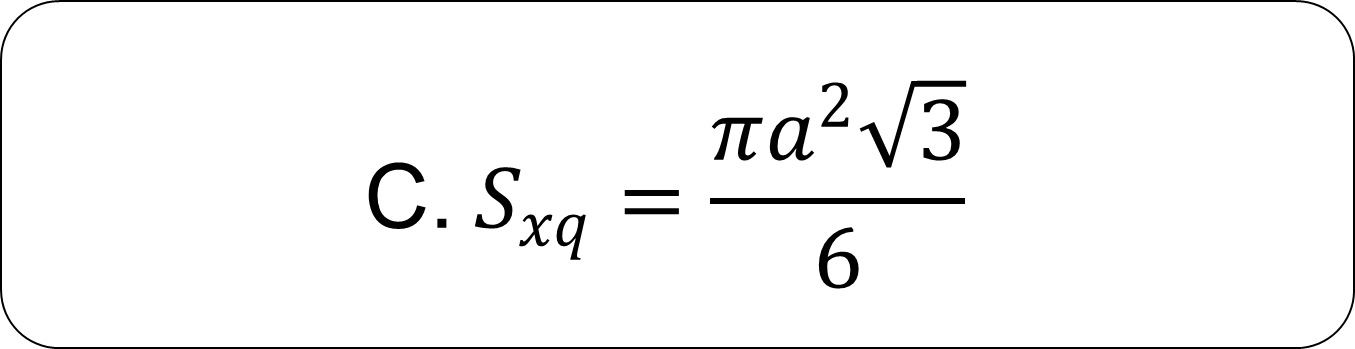 C. $S_{xq} = \frac{\pi a^2 \sqrt{3}}{6}$